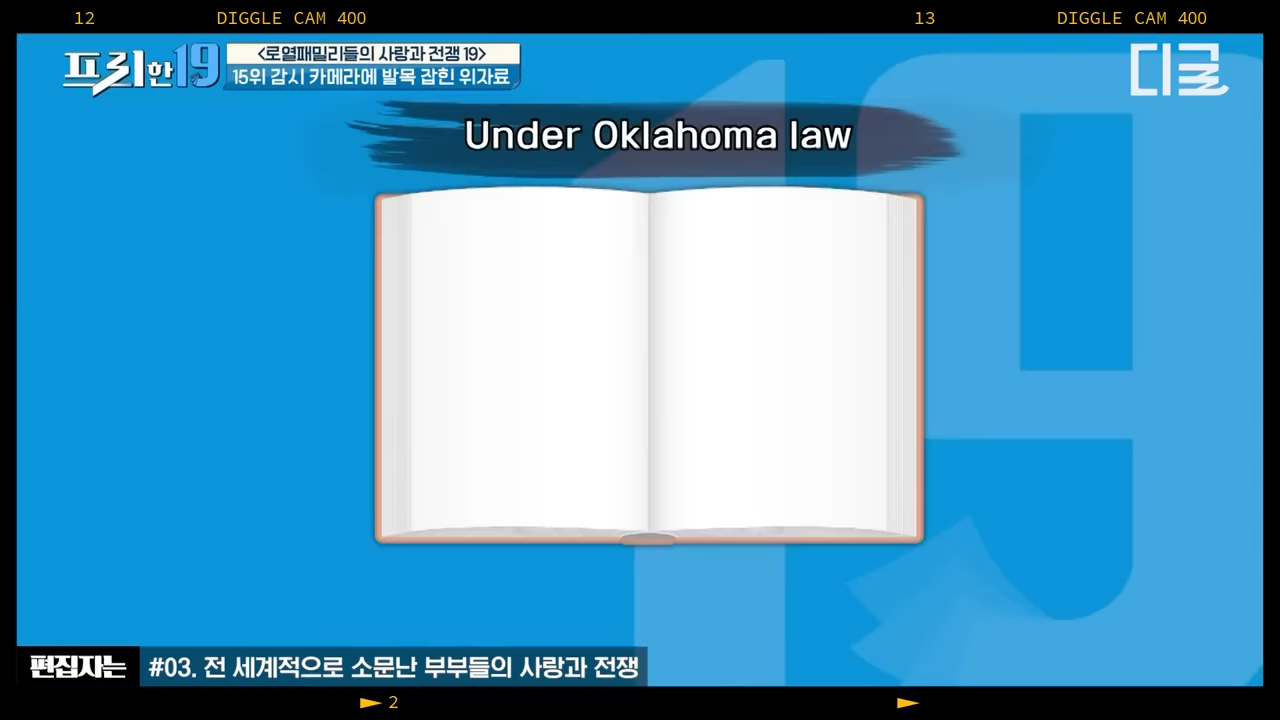 12 DIGGLE CAM 400 13 DIGGLE CAM 400
프리한19
<로열패밀리들의 사랑과 전쟁 19>
15위 감시 카메라에 발목 잡힌 위자료
디글
Under Oklahoma law
편집자는
#03. 전 세계적으로 소문난 부부들의 사랑과 전쟁
2